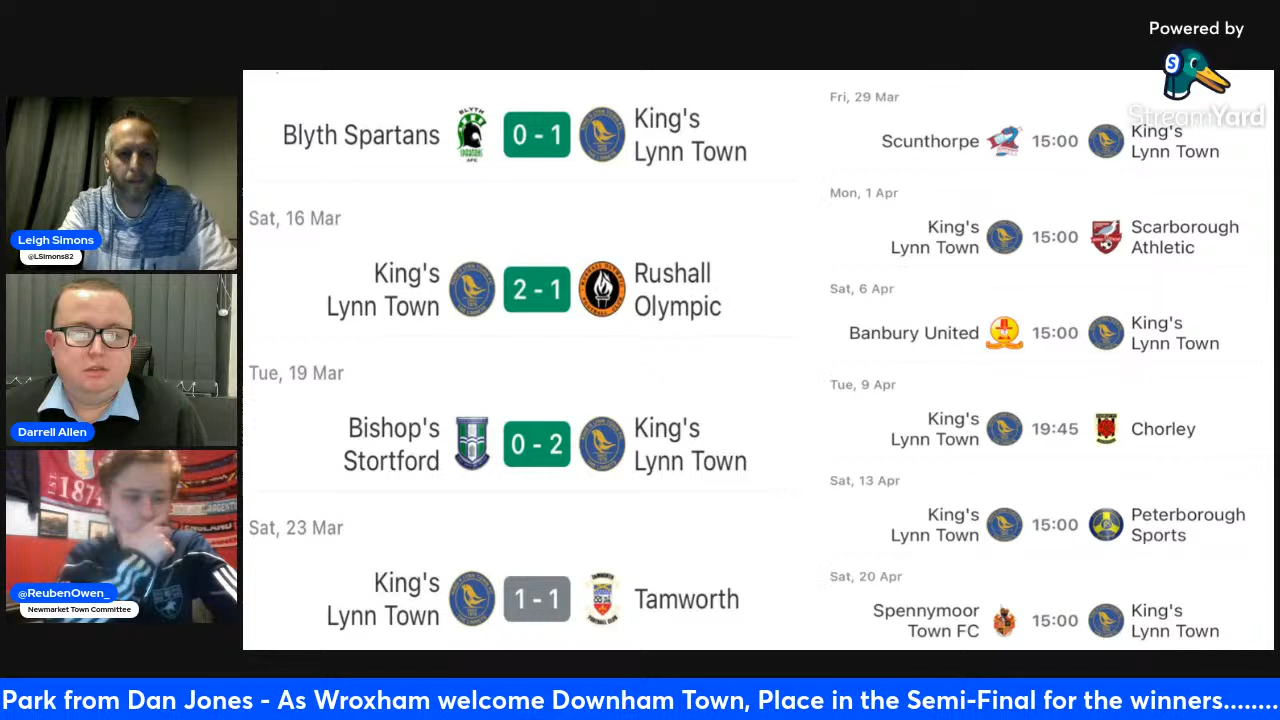 Powered by
StreamYard
Leigh Simons
@LSimons82
Darrell Allen
EST.
1874
ENGLAND
@ReubenOwen_
Newmarket Town Committee
Blyth Spartans
0 - 1
King's
Lynn Town
Sat, 16 Mar
King's
Lynn Town
2 - 1
Rushall
Olympic
Tue, 19 Mar
Bishop's
Stortford
0 - 2
King's
Lynn Town
Sat, 23 Mar
King's
Lynn Town
1 - 1
Tamworth
Fri, 29 Mar
Scunthorpe
15:00
King's
Lynn Town
Mon, 1 Apr
King's
Lynn Town
15:00
Scarborough
Athletic
Sat, 6 Apr
Banbury United
15:00
King's
Lynn Town
Tue, 9 Apr
King's
Lynn Town
19:45
Chorley
Sat, 13 Apr
King's
Lynn Town
15:00
Peterborough
Sports
Sat, 20 Apr
Spennymoor
Town FC
15:00
King's
Lynn Town
Park from Dan Jones - As Wroxham welcome Downham Town, Place in the Semi-Final for the winners........